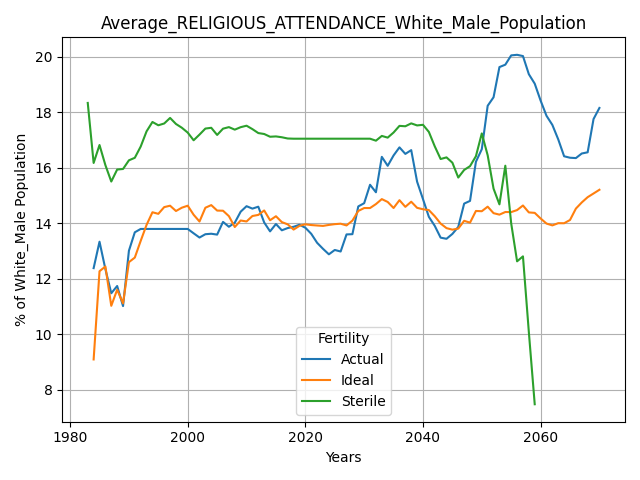 Average_RELIGIOUS_ATTENDANCE_White_Male_Population
% of White_Male Population
20
18
16
14
12
10
8
Fertility
Actual
Ideal
Sterile
1980
2000
2020
2040
2060
Years